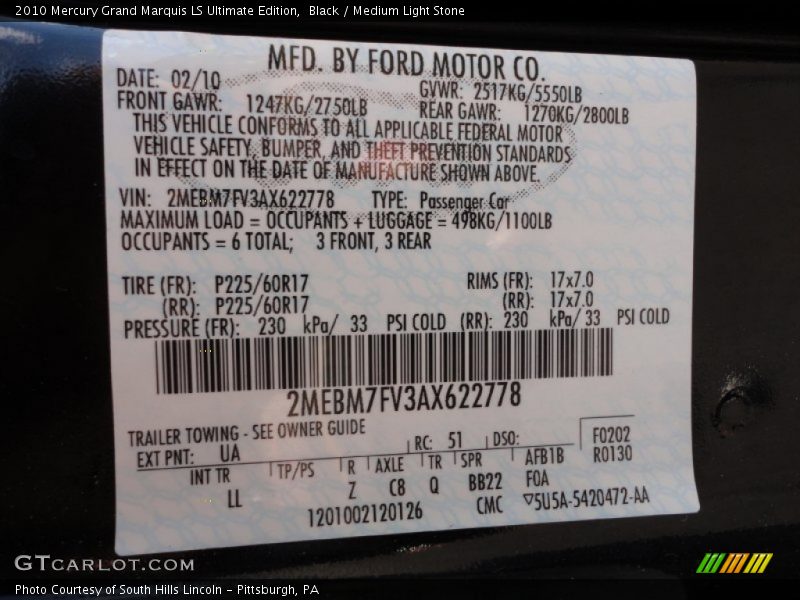 2010 Mercury Grand Marquis LS Ultimate Edition, Black / Medium Light Stone
MFD. BY FORD MOTOR CO.
DATE: 02/10 GVWR: 2517KG/5550LB
FRONT GAWR: 1247KG/2750LB REAR GAWR: 1270KG/2800LB
THIS VEHICLE CONFORMS TO ALL APPLICABLE FEDERAL MOTOR
VEHICLE SAFETY, BUMPER, AND THEFT PREVENTION STANDARDS
IN EFFECT ON THE DATE OF MANUFACTURE SHOWN ABOVE.
VIN: 2MEBM7FV3AX622778 TYPE: Passenger Car
MAXIMUM LOAD = OCCUPANTS + LUGGAGE = 498KG/1100LB
OCCUPANTS = 6 TOTAL; 3 FRONT, 3 REAR
TIRE (FR): P225/60R17 RIMS (FR): 17x7.0
(RR): P225/60R17 (RR): 17x7.0
PRESSURE (FR): 230 kPa/ 33 PSI COLD (RR): 230 kPa/ 33 PSI COLD
2MEBM7FV3AX622778
TRAILER TOWING - SEE OWNER GUIDE
EXT PNT: UA RC: 51 DSO: F0202
INT TR TP/PS R AXLE TR SPR AFB1B R0130
LL Z C8 Q BB22 FOA
1201002120126 CMC ▽5U5A-5420472-AA
GTCARLOT.COM
Photo Courtesy of South Hills Lincoln - Pittsburgh, PA